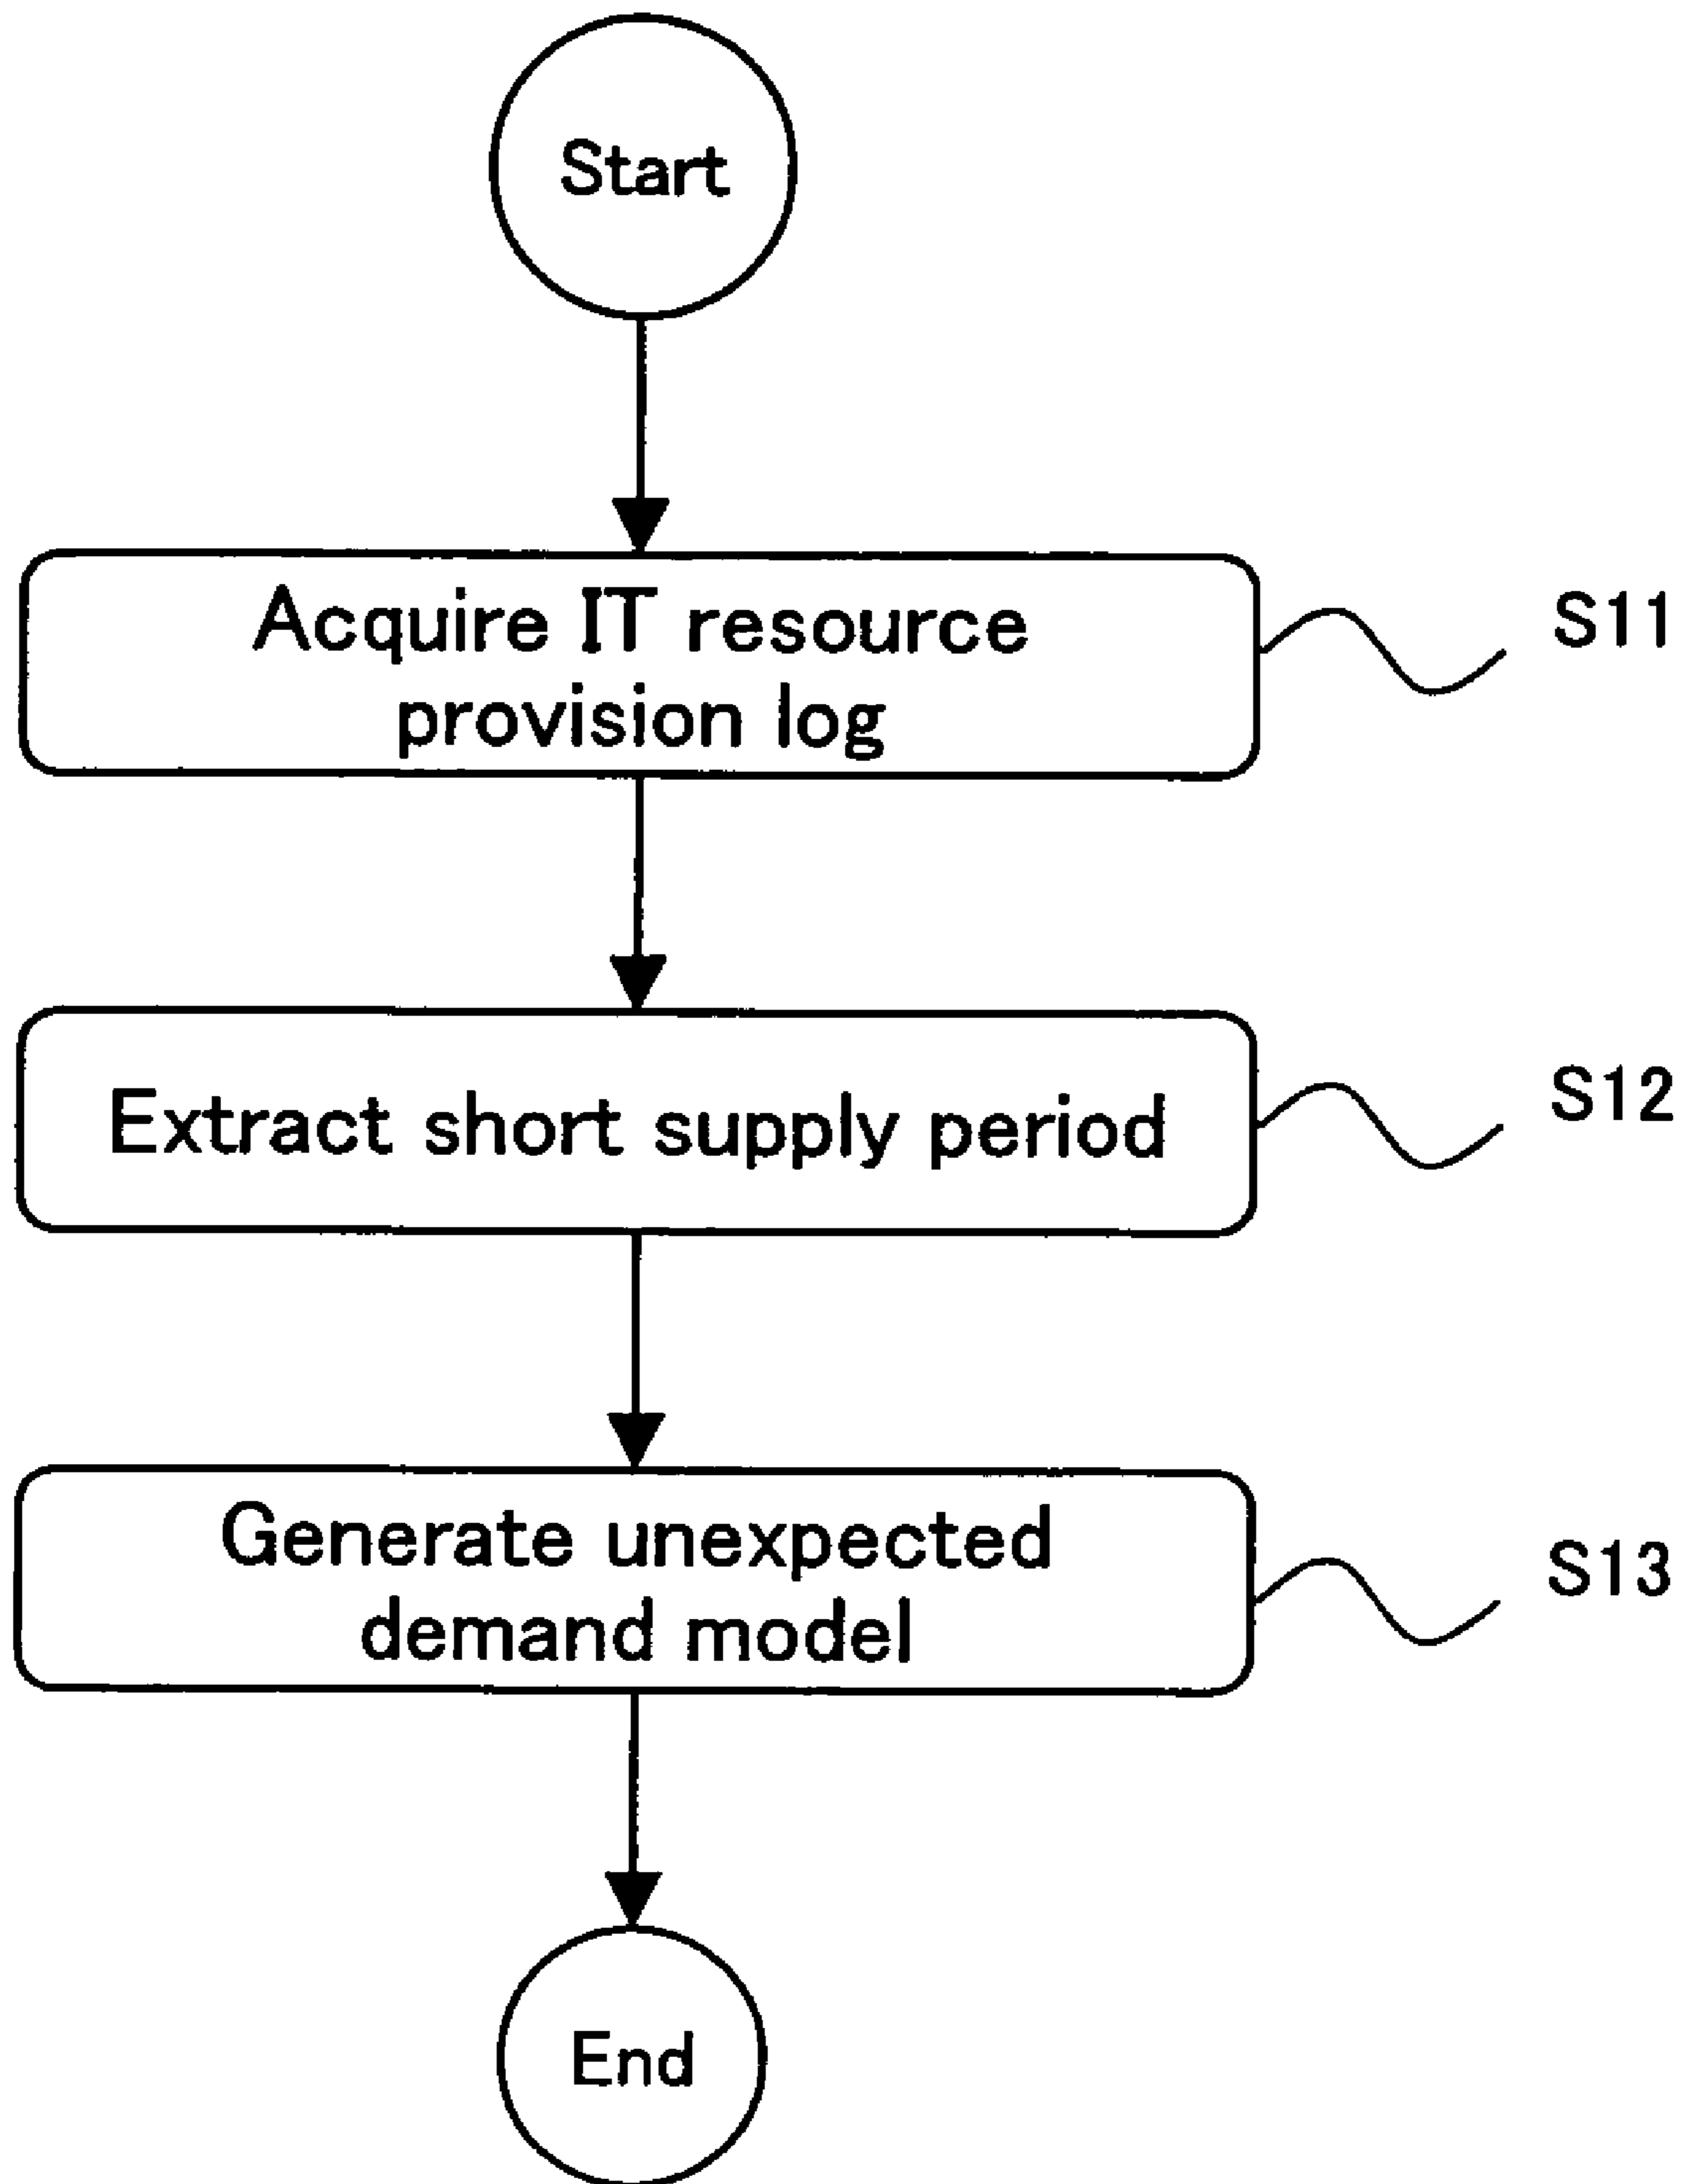 Start
Acquire IT resource
provision log
S11
Extract short supply period
S12
Generate unexpected
demand model
S13
End